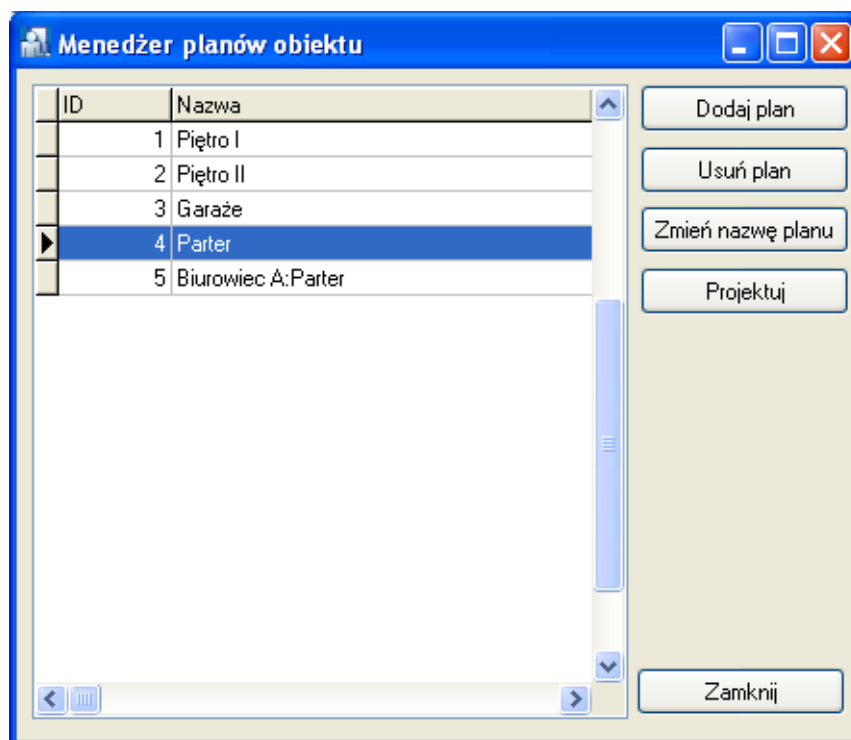 Menedżer planów obiektu
ID Nazwa
1 Piętro I
2 Piętro II
3 Garaże
4 Parter
5 Biurowiec A:Parter
Dodaj plan
Usuń plan
Zmień nazwę planu
Projektuj
Zamknij